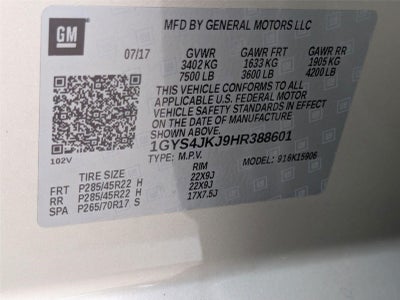 GM
MFD BY GENERAL MOTORS LLC
07/17 GVWR GAWR FRT GAWR RR
3402 KG 1633 KG 1905 KG
7500 LB 3600 LB 4200 LB
THIS VEHICLE CONFORMS TO ALL
APPLICABLE U.S. FEDERAL MOTOR
VEHICLE SAFETY STANDARDS IN EFFECT
ON THE DATE OF MANUFACTURE
SHOWN ABOVE.
1GYS4JKJ9HR388601
102V TYPE: M.P.V. MODEL: 916K15906
TIRE SIZE RIM
FRT P285/45R22 H 22X9J
RR P285/45R22 H 22X9J
SPA P265/70R17 S 17X7.5J